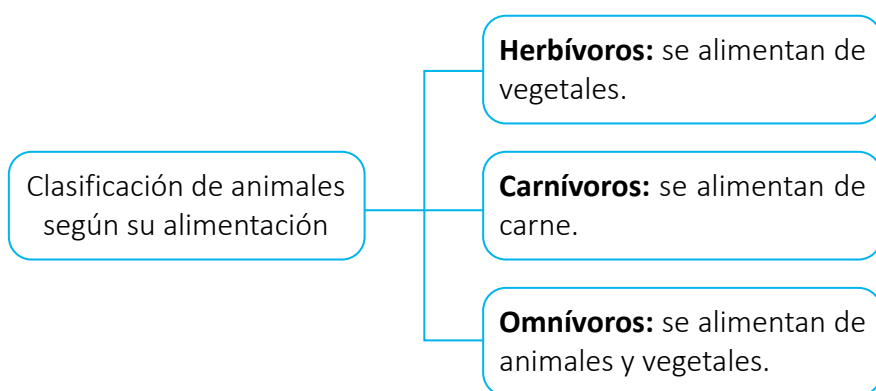 Herbívoros: se alimentan de
vegetales.
Clasificación de animales
según su alimentación
Carnívoros: se alimentan de
carne.
Omnívoros: se alimentan de
animales y vegetales.